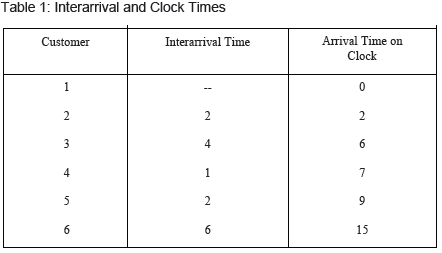 Table 1: Interarrival and Clock Times
Customer Interarrival Time Arrival Time on
Clock
1 -- 0
2 2 2
3 4 6
4 1 7
5 2 9
6 6 15